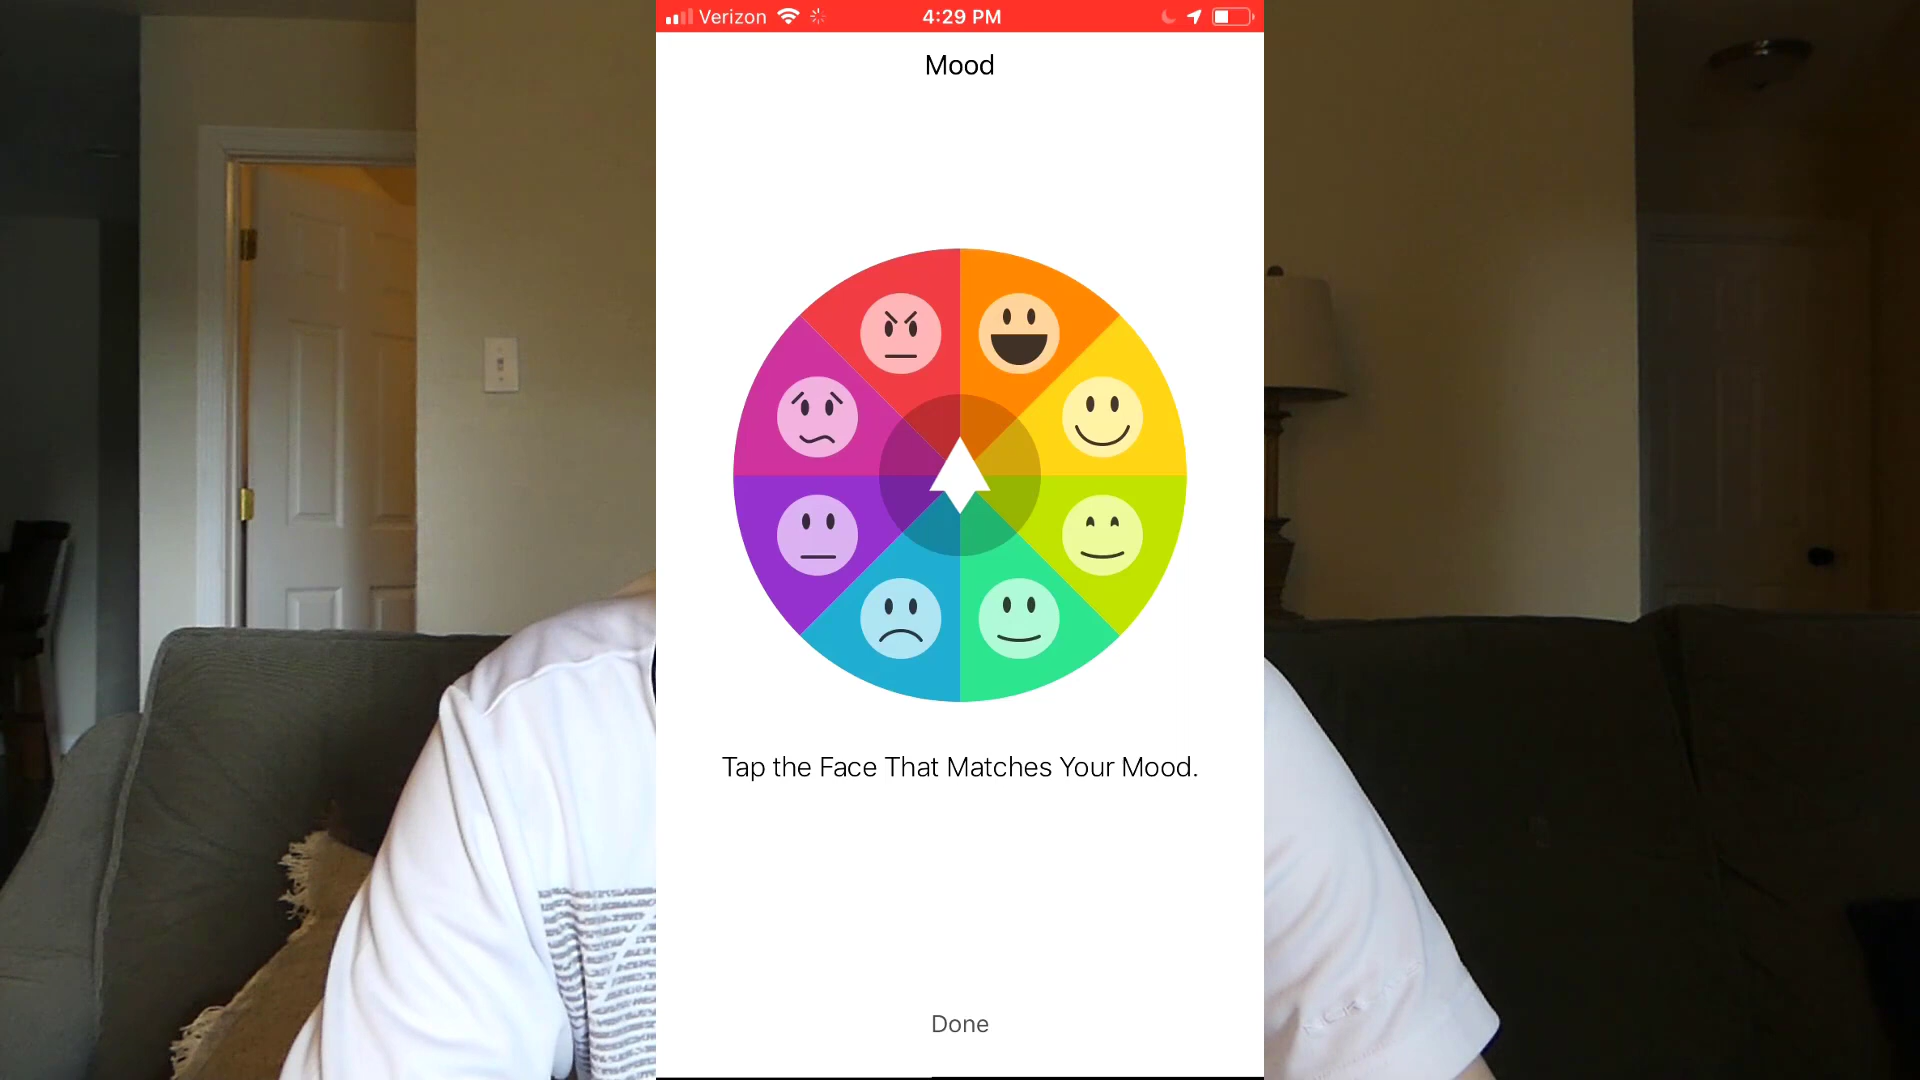 Verizon 4:29 PM
Mood
Tap the Face That Matches Your Mood.
Done